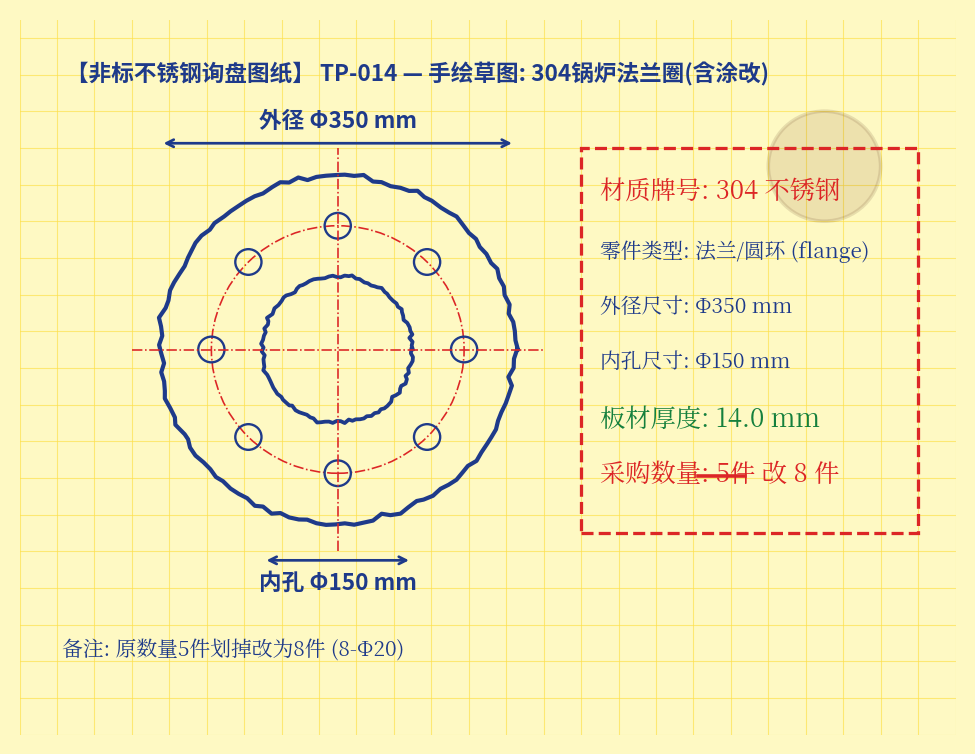 【非标不锈钢询盘图纸】 TP-014 — 手绘草图: 304锅炉法兰圈(含涂改)
外径 Φ350 mm
材质牌号: 304 不锈钢
零件类型: 法兰/圆环 (flange)
外径尺寸: Φ350 mm
内孔尺寸: Φ150 mm
板材厚度: 14.0 mm
采购数量: 5件 改 8 件
内孔 Φ150 mm
备注: 原数量5件划掉改为8件 (8-Φ20)